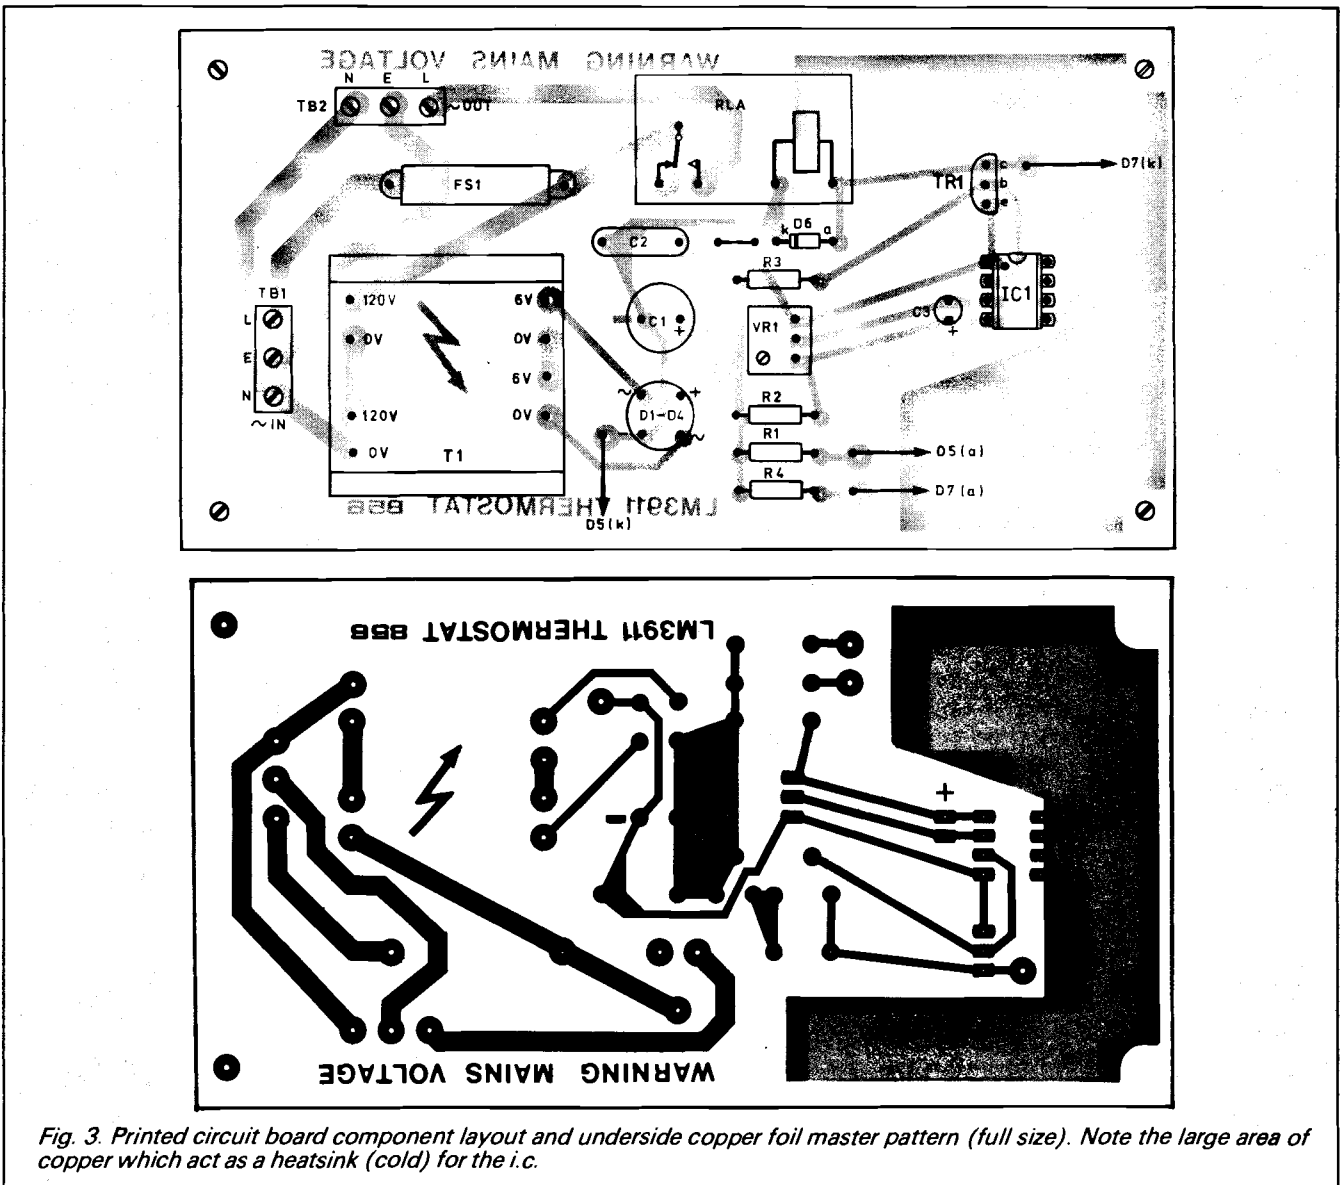 WARNING MAINS VOLTAGE
N E L
TB2
~OUT
RLA
FS1
TR1
c
b
e
D7(k)
C2
k D6 a
R3
TB1
L
E
N
~IN
120V
0V
120V
0V
T1
6V
0V
6V
0V
C1
+
VR1
C3
+
IC1
~ +
D1–D4
– ~
R2
R1
D5(a)
R4
D7(a)
LM3911 THERMOSTAT 856
D5(k)
LM3911 THERMOSTAT 856
+
–
WARNING MAINS VOLTAGE
Fig. 3. Printed circuit board component layout and underside copper foil master pattern (full size). Note the large area of
copper which act as a heatsink (cold) for the i.c.